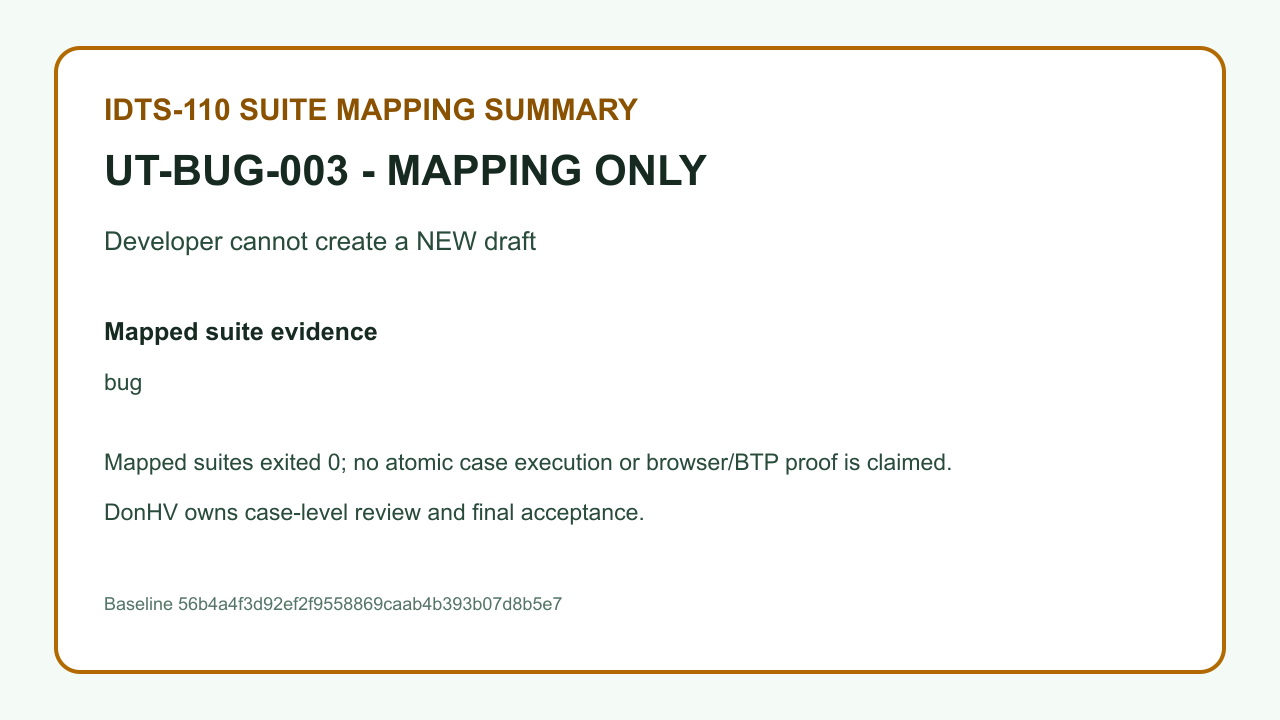 IDTS-110 SUITE MAPPING SUMMARY
UT-BUG-003 - MAPPING ONLY
Developer cannot create a NEW draft
Mapped suite evidence
bug
Mapped suites exited 0; no atomic case execution or browser/BTP proof is claimed.
DonHV owns case-level review and final acceptance.
Baseline 56b4a4f3d92ef2f9558869caab4b393b07d8b5e7